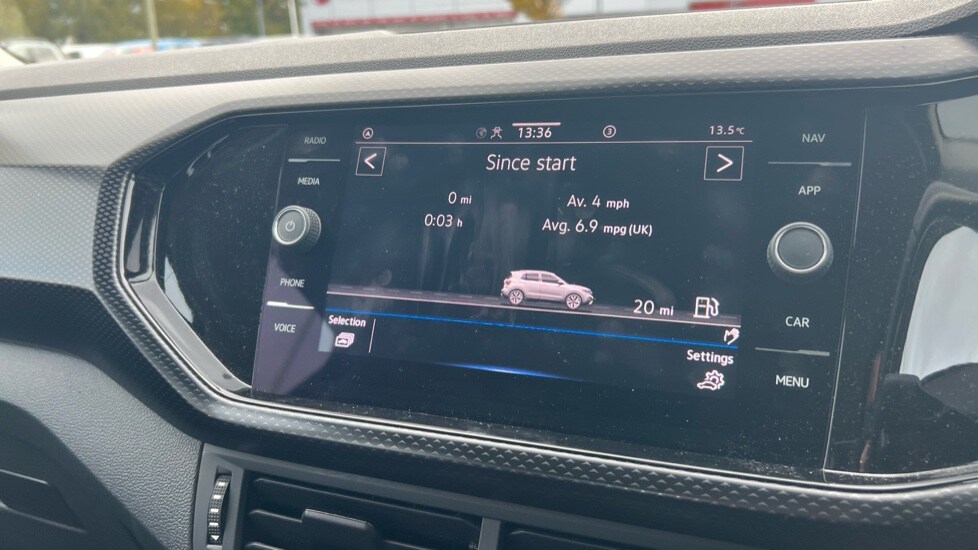 RADIO
MEDIA
PHONE
VOICE
A
13:36
3
13.5°C
<
Since start
>
0 mi
0:03 h
Av. 4 mph
Avg. 6.9 mpg (UK)
20 mi
Selection
Settings
NAV
APP
CAR
MENU